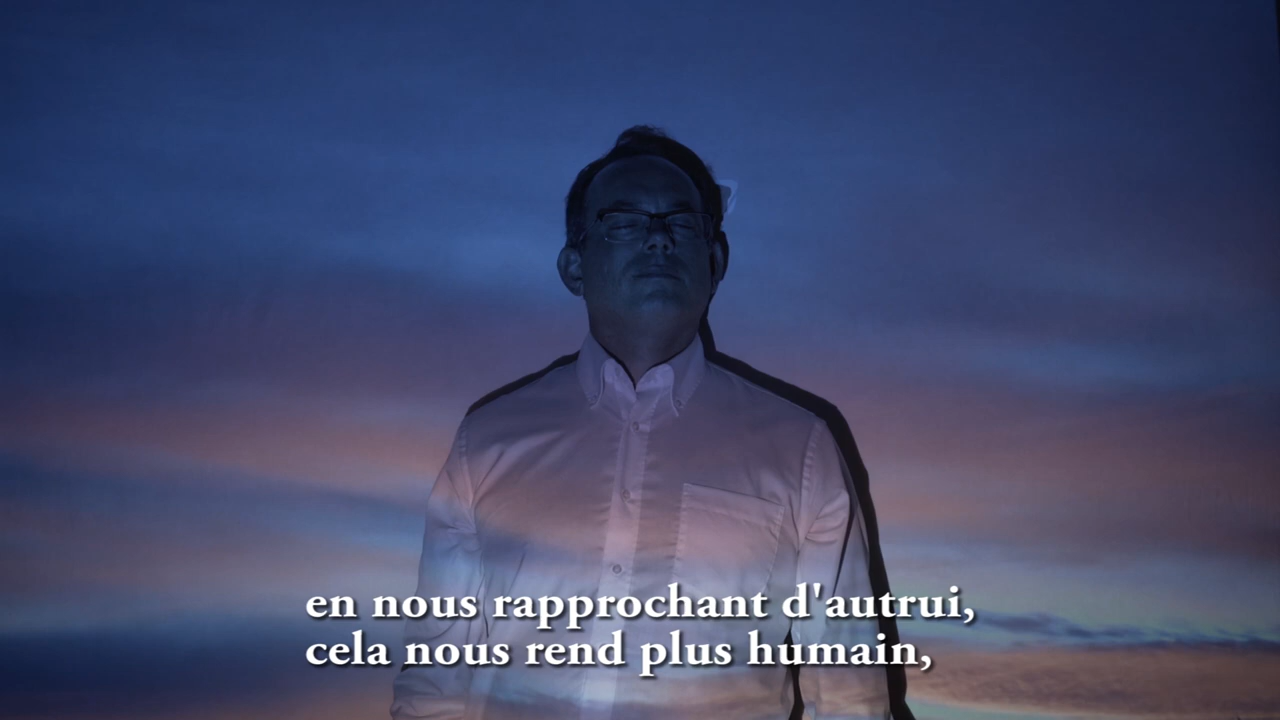 en nous rapprochant d'autrui,
cela nous rend plus humain,